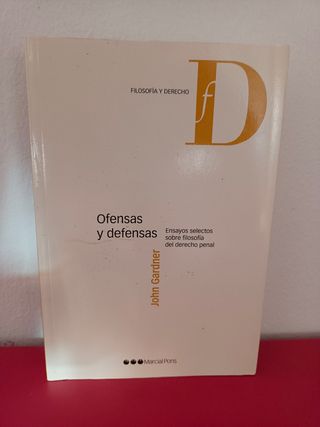 FILOSOFÍA Y DERECHO
fD
Ofensas
y defensas
Ensayos selectos
sobre filosofía
del derecho penal
John Gardner
Marcial Pons